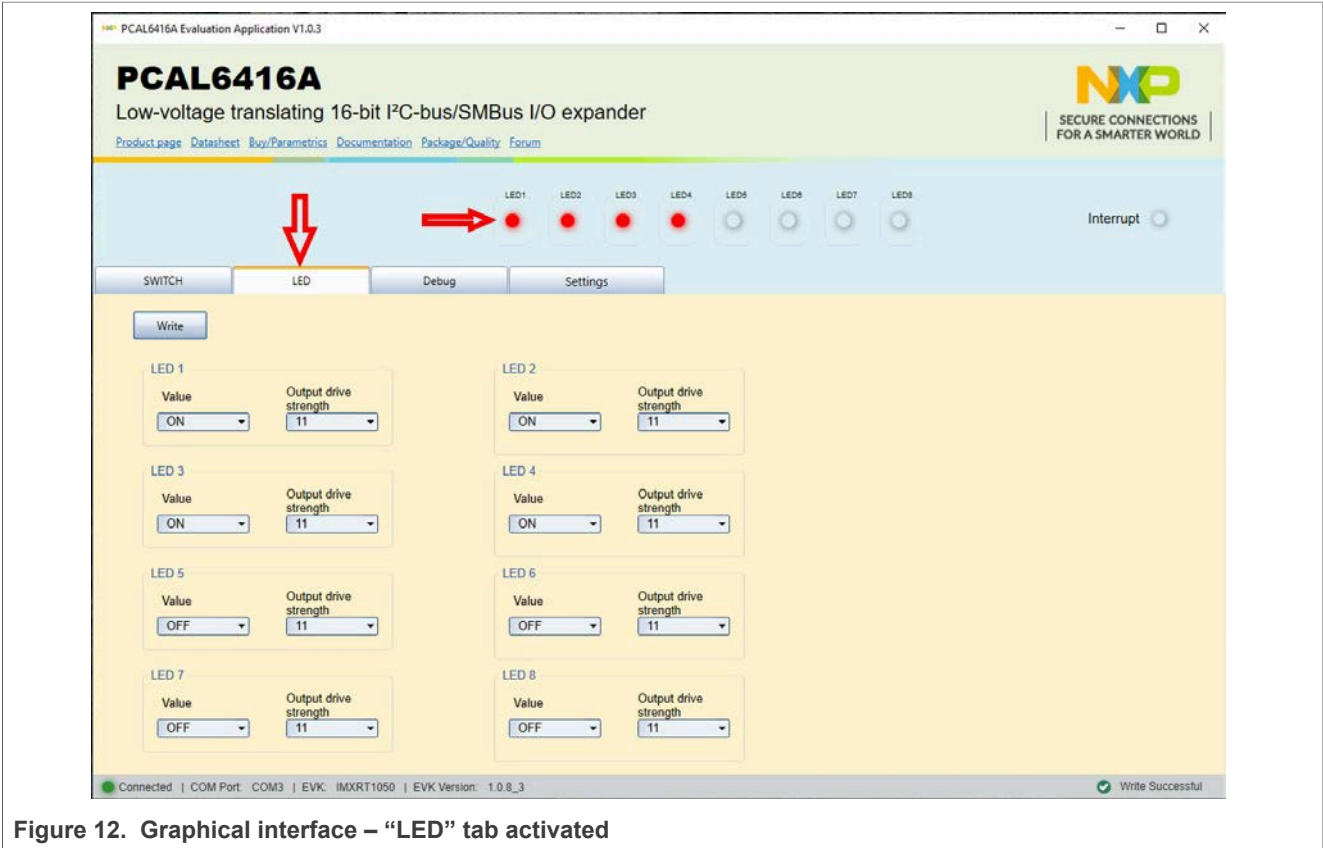 PCAL6416A Evaluation Application V1.0.3
PCAL6416A
Low-voltage translating 16-bit I²C-bus/SMBus I/O expander
Product page Datasheet Buy/Parametrics Documentation Package/Quality Forum
NXP
SECURE CONNECTIONS
FOR A SMARTER WORLD
LED1 LED2 LED3 LED4 LED5 LED6 LED7 LED8
Interrupt
SWITCH LED Debug Settings
Write
LED 1 LED 2
Value Output drive strength Value Output drive strength
ON 11 ON 11
LED 3 LED 4
Value Output drive strength Value Output drive strength
ON 11 ON 11
LED 5 LED 6
Value Output drive strength Value Output drive strength
OFF 11 OFF 11
LED 7 LED 8
Value Output drive strength Value Output drive strength
OFF 11 OFF 11
Connected | COM Port: COM3 | EVK: IMXRT1050 | EVK Version: 1.0.8_3 Write Successful
Figure 12. Graphical interface – “LED” tab activated